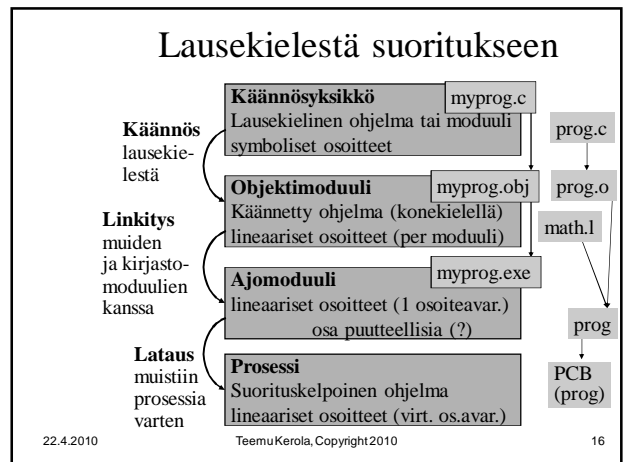 Lausekielestä suoritukseen
Käännös
lausekie-
lestä
Käännösyksikkö
myprog.c
Lausekielinen ohjelma tai moduuli
symboliset osoitteet
prog.c
Linkitys
muiden
ja kirjasto-
moduulien
kanssa
Objektimoduuli
myprog.obj
Käännetty ohjelma (konekielellä)
lineaariset osoitteet (per moduuli)
prog.o
math.l
Ajomoduuli
myprog.exe
lineaariset osoitteet (1 osoiteavar.)
osa puutteellisia (?)
prog
Lataus
muistiin
prosessia
varten
Prosessi
Suorituskelpoinen ohjelma
lineaariset osoitteet (virt. os.avar.)
PCB
(prog)
22.4.2010
Teemu Kerola, Copyright 2010
16